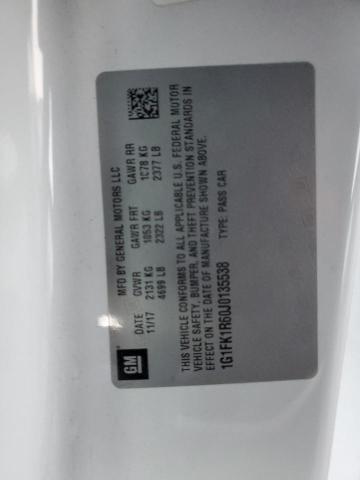 MFD BY GENERAL MOTORS LLC
DATE GVWR GAWR FRT GAWR RR
11/17 2131 KG 1053 KG 1C78 KG
4699 LB 2322 LB 2377 LB
THIS VEHICLE CONFORMS TO ALL APPLICABLE U.S. FEDERAL MOTOR
VEHICLE SAFETY, BUMPER, AND THEFT PREVENTION STANDARDS IN
EFFECT ON THE DATE OF MANUFACTURE SHOWN ABOVE.
1G1FK1R60J0135538 TYPE: PASS CAR
GM